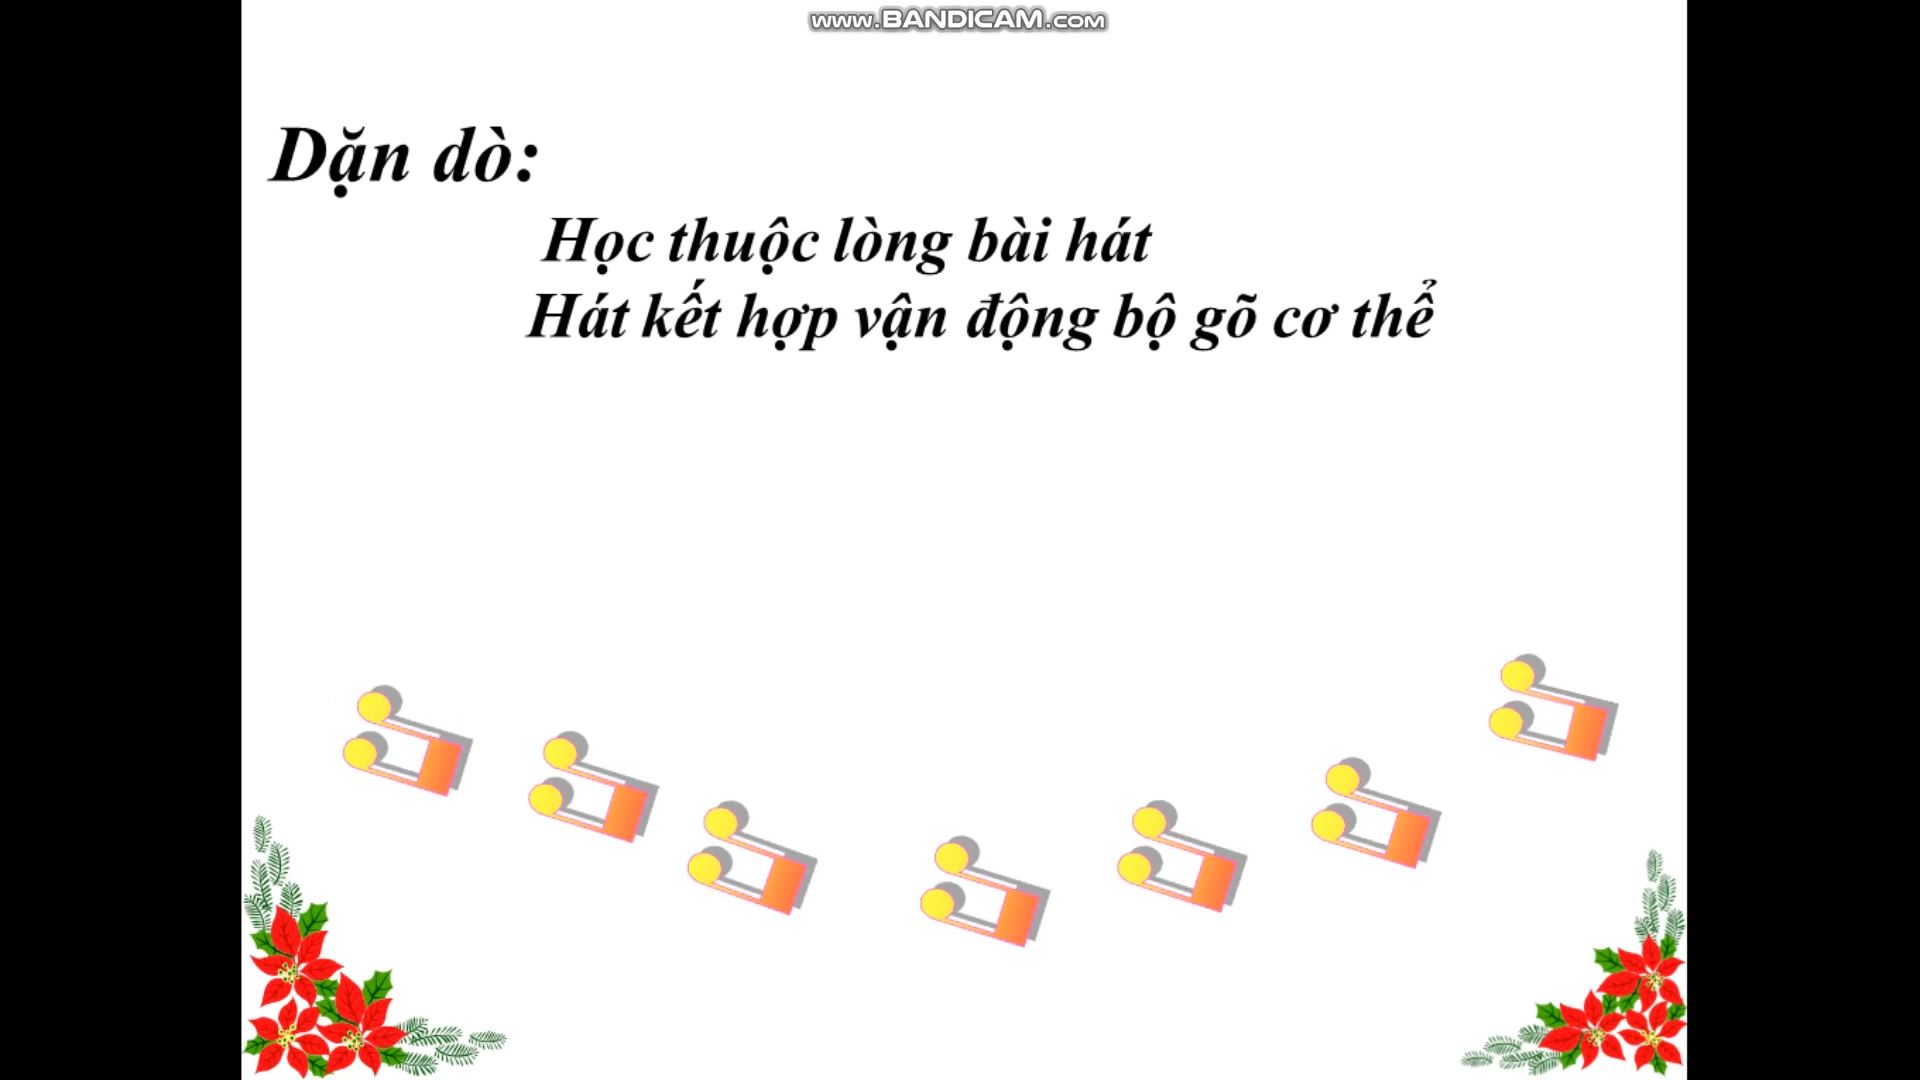 www.BANDICAM.com
Dặn dò:
Học thuộc lòng bài hát
Hát kết hợp vận động bộ gõ cơ thể